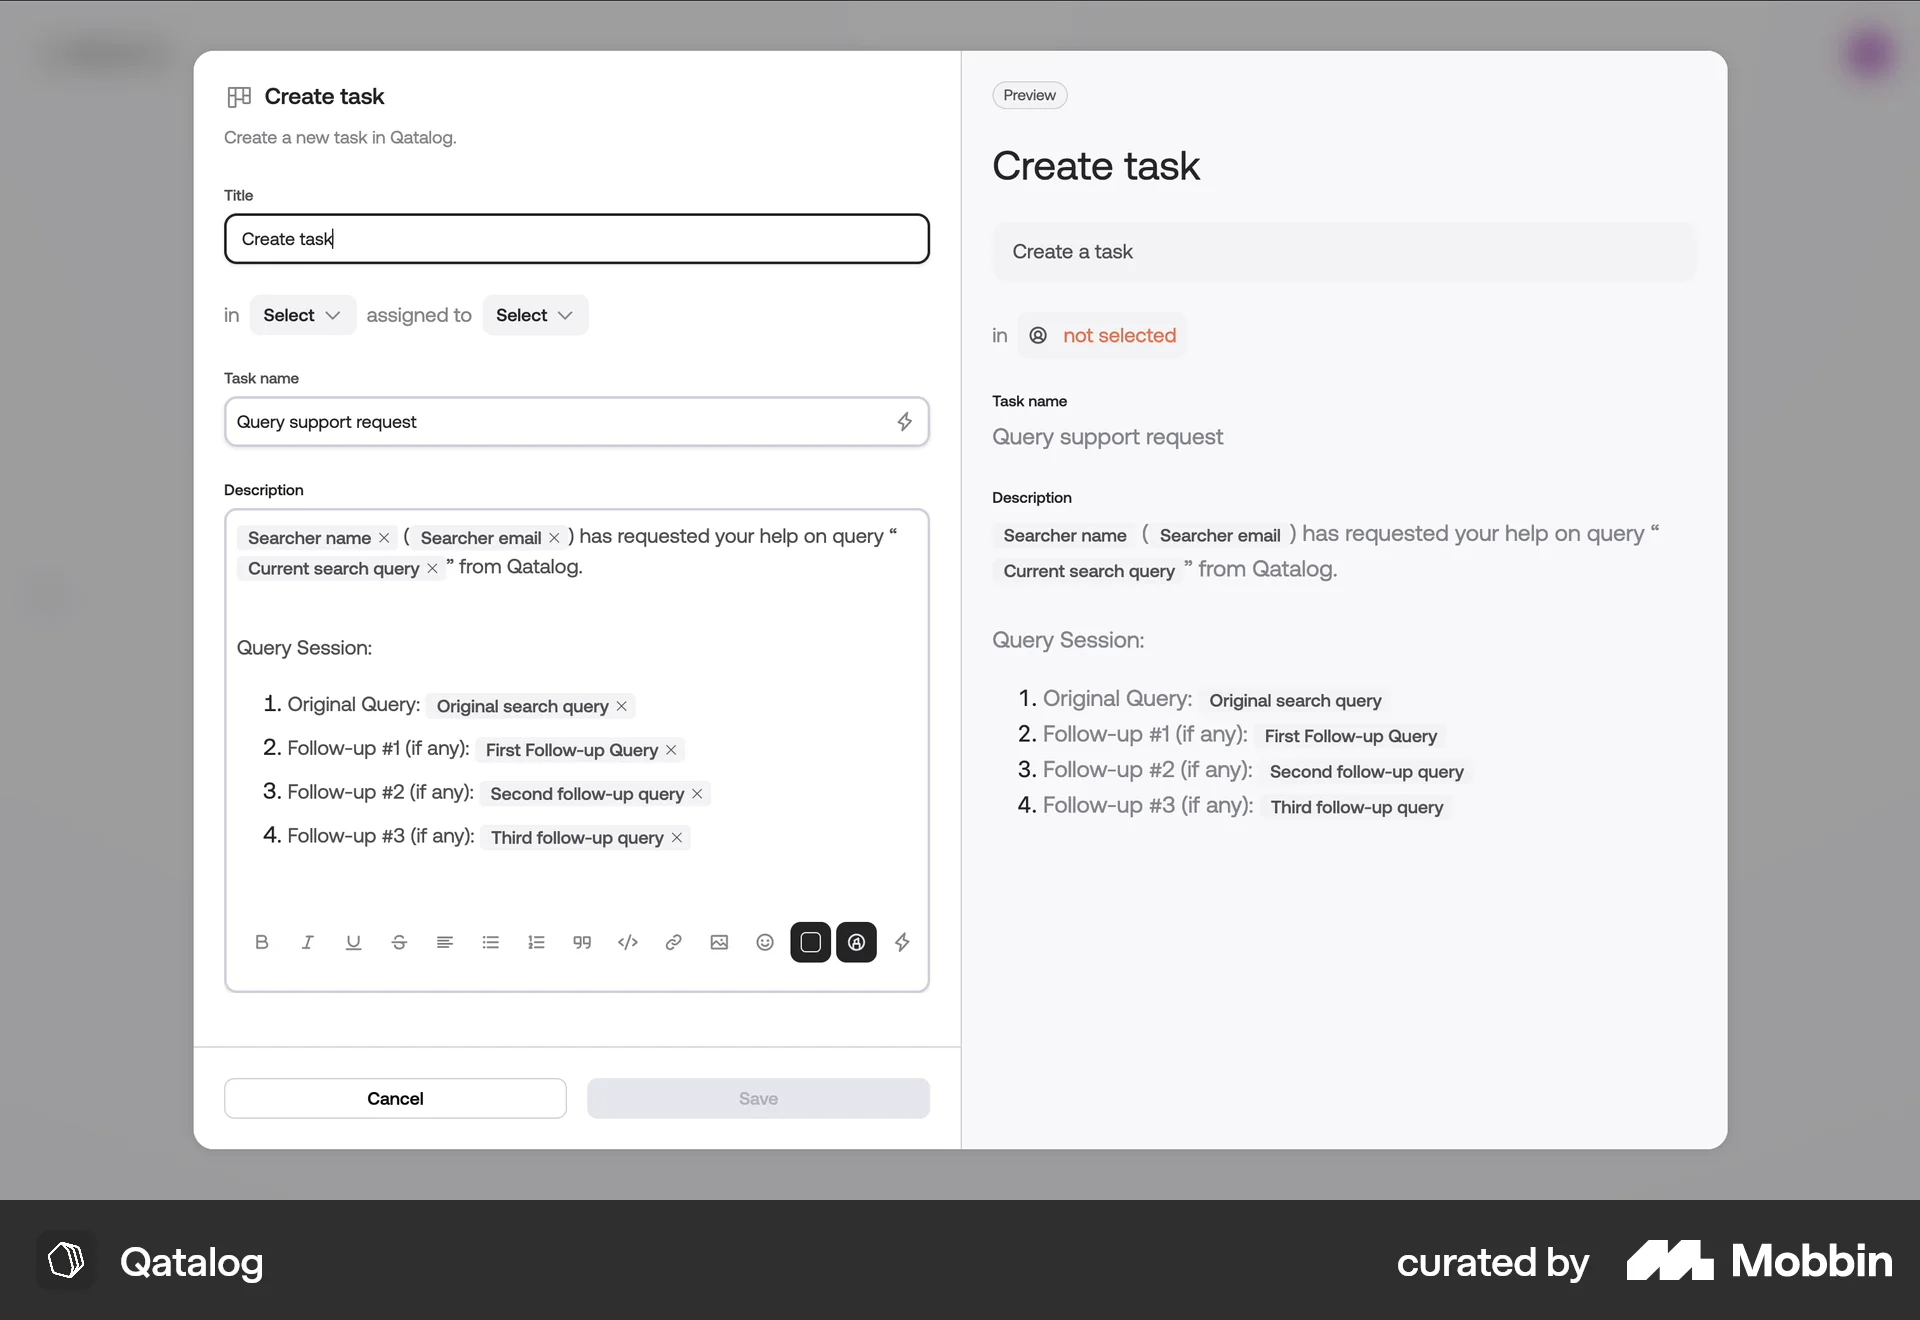 Create task
Create a new task in Qatalog.
Title
Create task
in Select assigned to Select
Task name
Query support request
Description
Searcher name × ( Searcher email × ) has requested your help on query “
Current search query × ” from Qatalog.
Query Session:
1. Original Query: Original search query ×
2. Follow-up #1 (if any): First Follow-up Query ×
3. Follow-up #2 (if any): Second follow-up query ×
4. Follow-up #3 (if any): Third follow-up query ×
Cancel
Save
Preview
Create task
Create a task
in not selected
Task name
Query support request
Description
Searcher name ( Searcher email ) has requested your help on query “
Current search query ” from Qatalog.
Query Session:
1. Original Query: Original search query
2. Follow-up #1 (if any): First Follow-up Query
3. Follow-up #2 (if any): Second follow-up query
4. Follow-up #3 (if any): Third follow-up query
Qatalog
curated by Mobbin